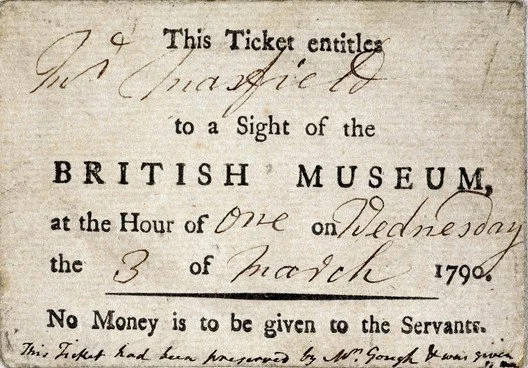 This Ticket entitles
Maxfield
to a Sight of the
BRITISH MUSEUM,
at the Hour of One on Wednesday
the 3 of March 1790.
No Money is to be given to the Servants.
This Ticket had been preserved by Mr. Gough & was given